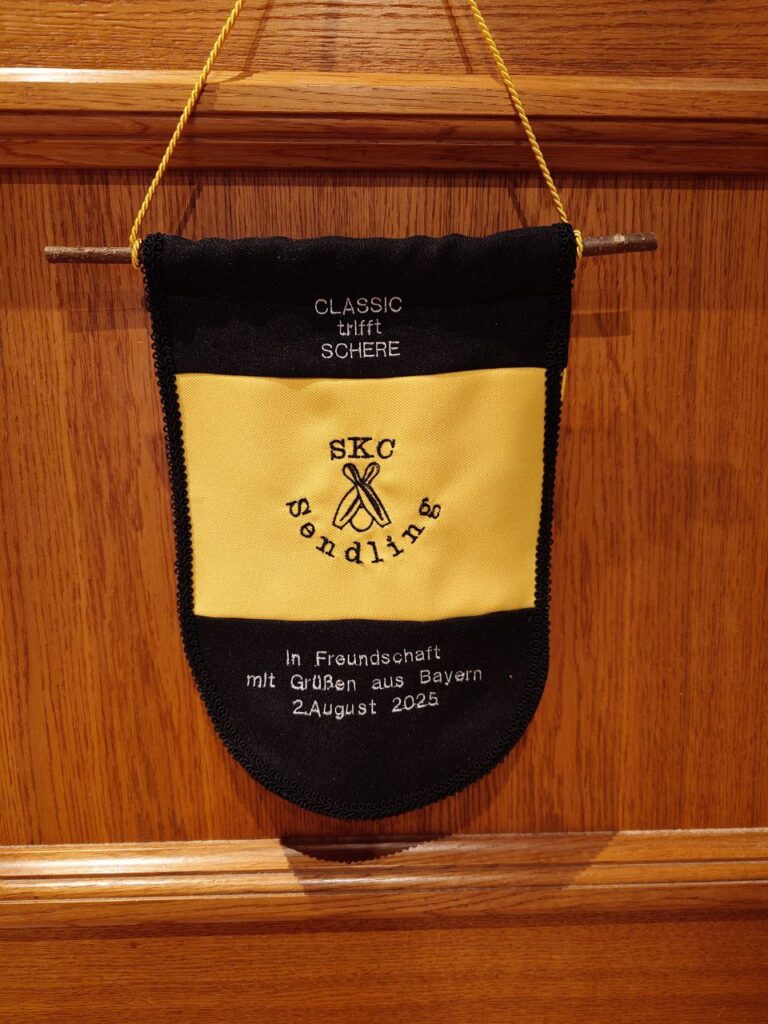 CLASSIC
trifft
SCHERE
SKC
Sendling
In Freundschaft
mit Grüßen aus Bayern
2.August 2025